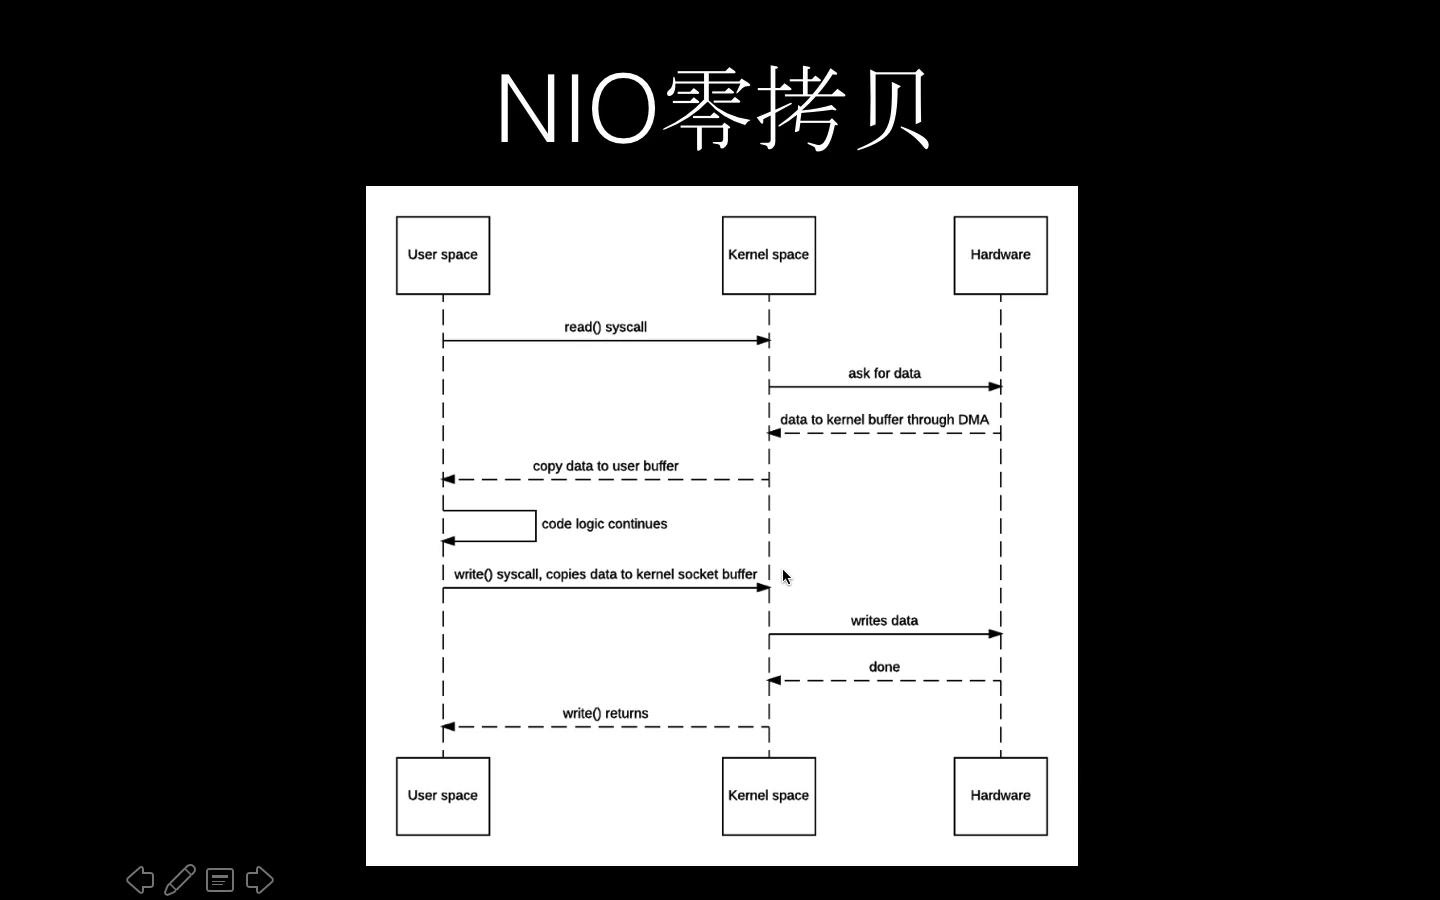 NIO零拷贝
User space
Kernel space
Hardware
read() syscall
ask for data
data to kernel buffer through DMA
copy data to user buffer
code logic continues
write() syscall, copies data to kernel socket buffer
writes data
done
write() returns
User space
Kernel space
Hardware